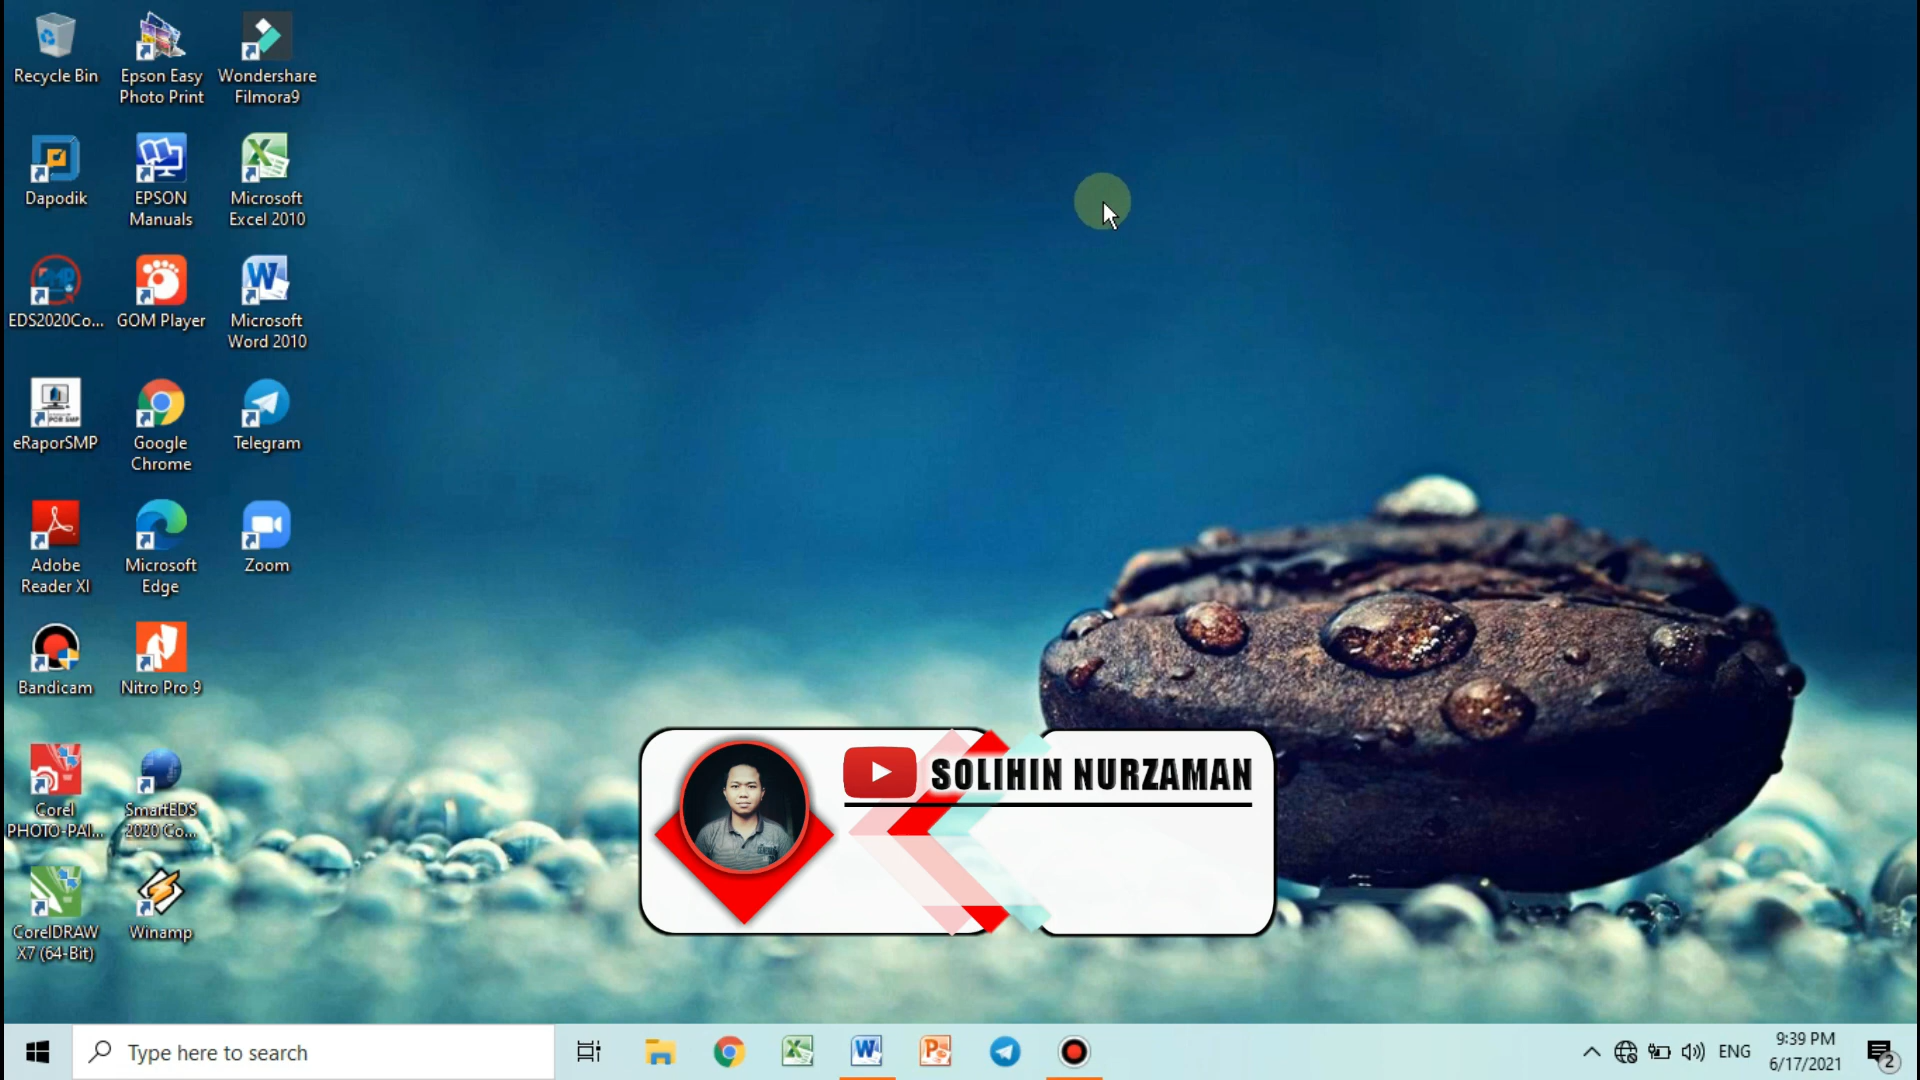 Recycle Bin
Epson Easy
Photo Print
Wondershare
Filmora9
Dapodik
EPSON
Manuals
Microsoft
Excel 2010
EDS2020Co...
GOM Player
Microsoft
Word 2010
eRaporSMP
Google
Chrome
Telegram
Adobe
Reader XI
Microsoft
Edge
Zoom
Bandicam
Nitro Pro 9
Corel
PHOTO-PAI...
SmartEDS
2020 Co...
CorelDRAW
X7 (64-Bit)
Winamp
SOLIHIN NURZAMAN
Type here to search
ENG
9:39 PM
6/17/2021
2